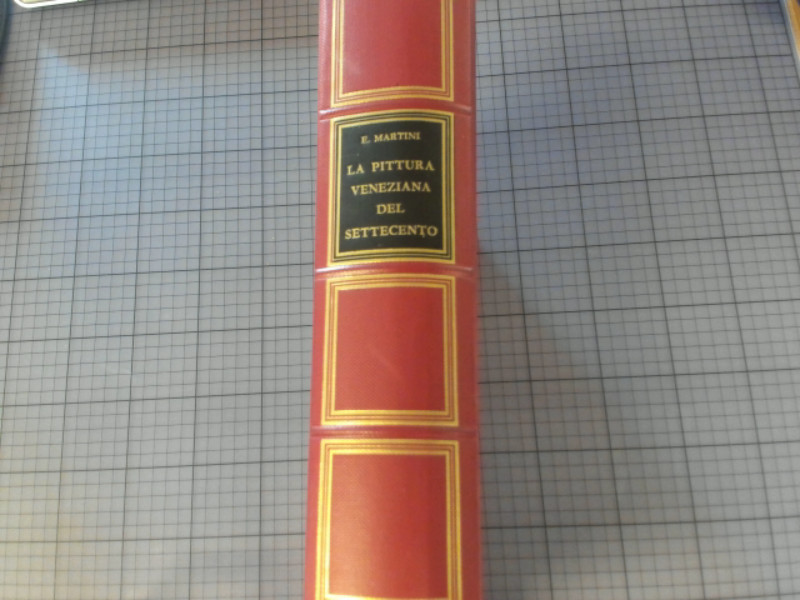 E. MARTINI
LA PITTURA
VENEZIANA
DEL
SETTECENTO